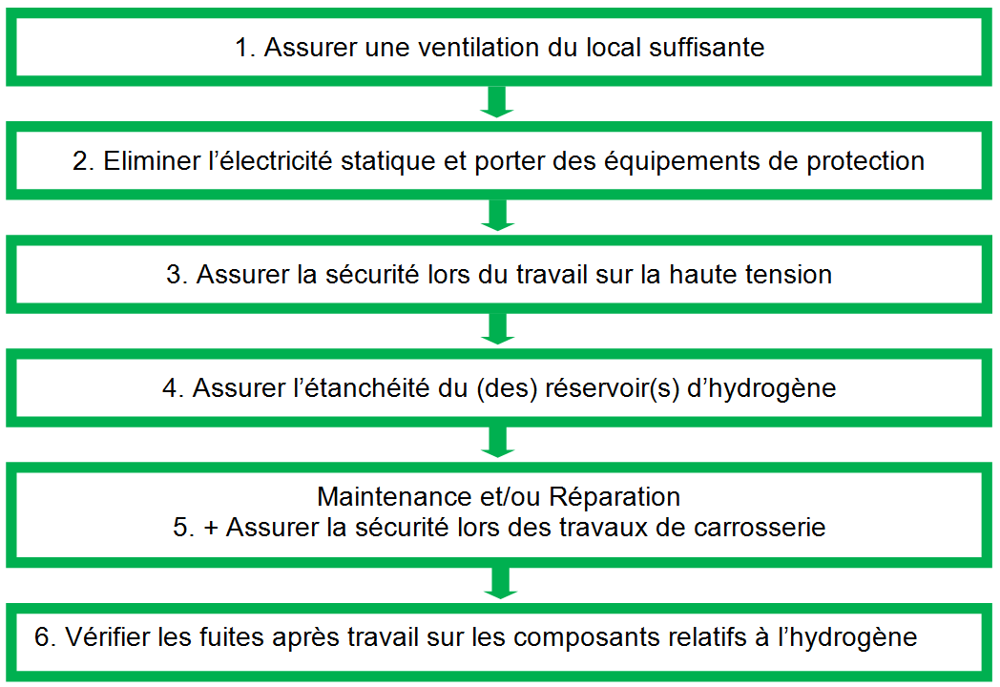 1. Assurer une ventilation du local suffisante
2. Eliminer l’électricité statique et porter des équipements de protection
3. Assurer la sécurité lors du travail sur la haute tension
4. Assurer l’étanchéité du (des) réservoir(s) d’hydrogène
Maintenance et/ou Réparation
5. + Assurer la sécurité lors des travaux de carrosserie
6. Vérifier les fuites après travail sur les composants relatifs à l’hydrogène